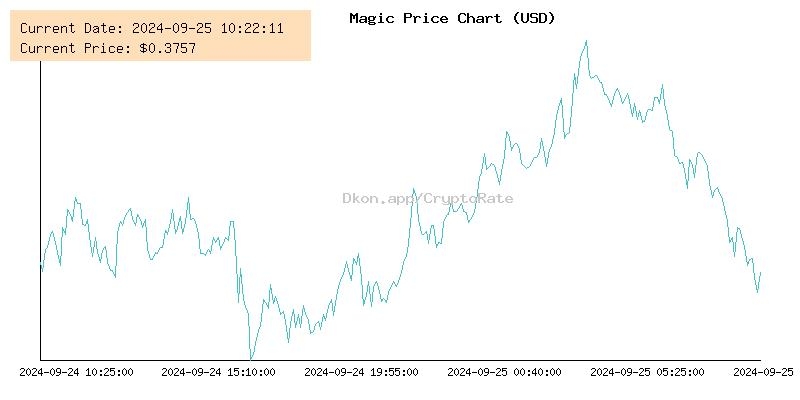 Magic Price Chart (USD)
Current Date: 2024-09-25 10:22:11
Current Price: $0.3757
Dkon.app/CryptoRate
2024-09-24 10:25:00 2024-09-24 15:10:00 2024-09-24 19:55:00 2024-09-25 00:40:00 2024-09-25 05:25:00 2024-09-25